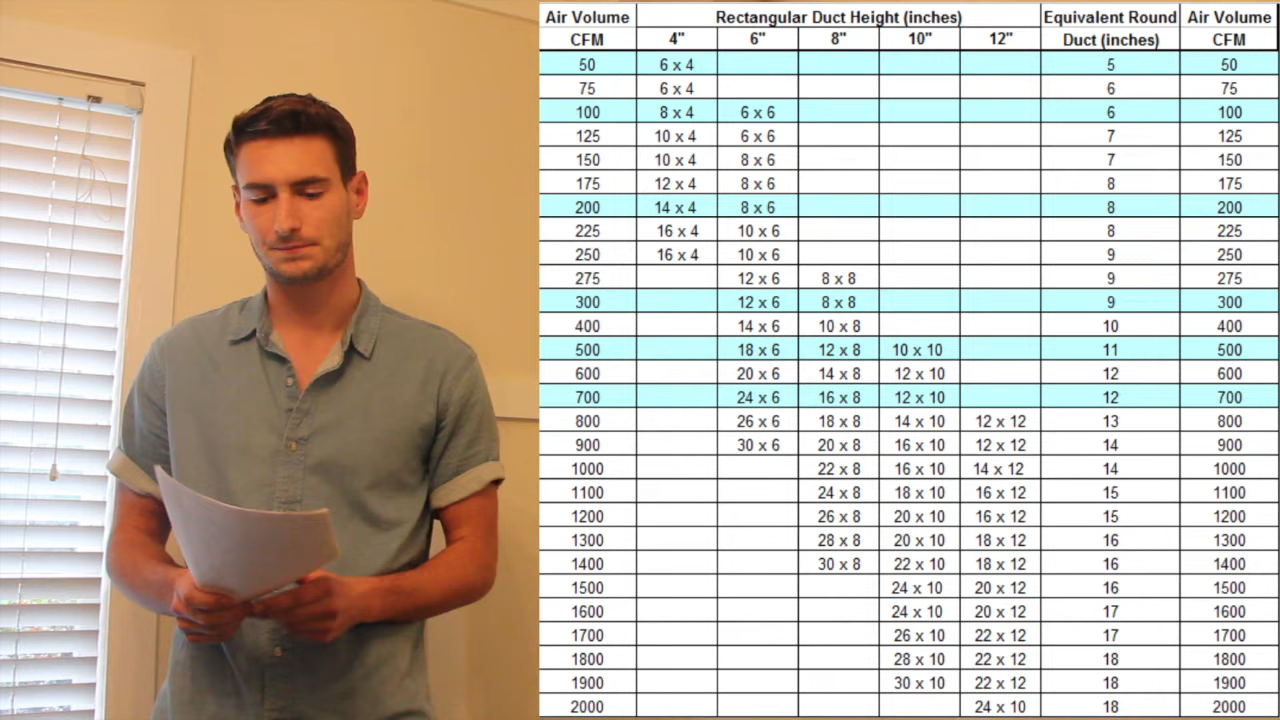 Air Volume Rectangular Duct Height (inches) Equivalent Round Air Volume
CFM 4" 6" 8" 10" 12" Duct (inches) CFM
50 6 x 4 5 50
75 6 x 4 6 75
100 8 x 4 6 x 6 6 100
125 10 x 4 6 x 6 7 125
150 10 x 4 8 x 6 7 150
175 12 x 4 8 x 6 8 175
200 14 x 4 8 x 6 8 200
225 16 x 4 10 x 6 8 225
250 16 x 4 10 x 6 9 250
275 12 x 6 8 x 8 9 275
300 12 x 6 8 x 8 9 300
400 14 x 6 10 x 8 10 400
500 18 x 6 12 x 8 10 x 10 11 500
600 20 x 6 14 x 8 12 x 10 12 600
700 24 x 6 16 x 8 12 x 10 12 700
800 26 x 6 18 x 8 14 x 10 12 x 12 13 800
900 30 x 6 20 x 8 16 x 10 12 x 12 14 900
1000 22 x 8 16 x 10 14 x 12 14 1000
1100 24 x 8 18 x 10 16 x 12 15 1100
1200 26 x 8 20 x 10 16 x 12 15 1200
1300 28 x 8 20 x 10 18 x 12 16 1300
1400 30 x 8 22 x 10 18 x 12 16 1400
1500 24 x 10 20 x 12 16 1500
1600 24 x 10 20 x 12 17 1600
1700 26 x 10 22 x 12 17 1700
1800 28 x 10 22 x 12 18 1800
1900 30 x 10 22 x 12 18 1900
2000 24 x 10 18 2000